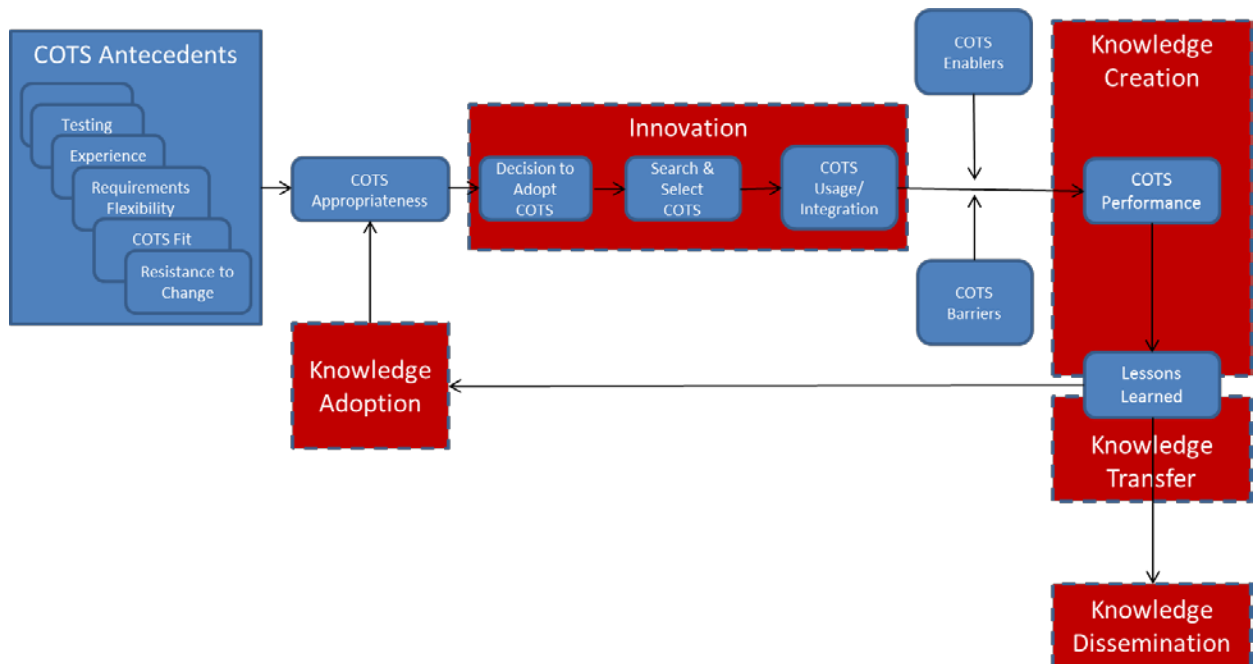 COTS Antecedents
Testing
Experience
Requirements
Flexibility
COTS Fit
Resistance to
Change
COTS
Appropriateness
Knowledge
Adoption
Innovation
Decision to
Adopt
COTS
Search &
Select
COTS
COTS
Usage/
Integration
COTS
Enablers
COTS
Barriers
Knowledge
Creation
COTS
Performance
Lessons
Learned
Knowledge
Transfer
Knowledge
Dissemination